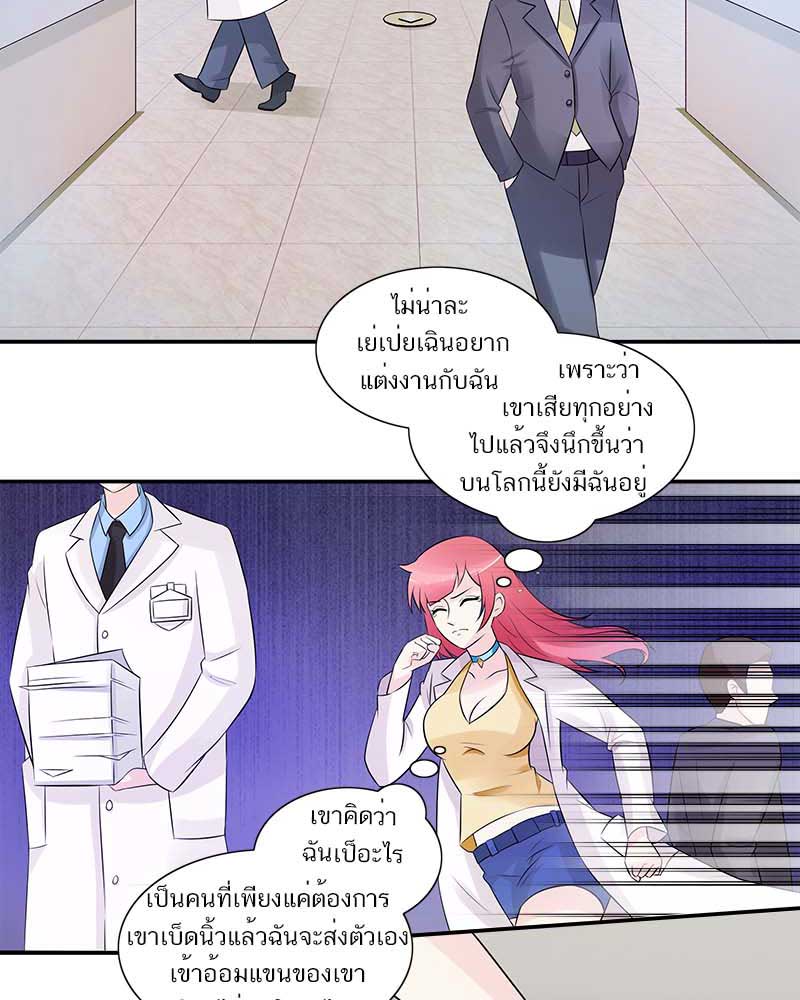 ไม่น่าละ
เย่เป่ยเฉินอยาก
แต่งงานกับฉัน
เพราะว่า
เขาเสียทุกอย่าง
ไปแล้วจึงนึกขึ้นว่า
บนโลกนี้ยังมีฉันอยู่
เขาคิดว่า
ฉันเป็อะไร
เป็นคนที่เพียงแค่ต้องการ
เขาเบ็ดนิ้วแล้วฉันจะส่งตัวเอง
เข้าอ้อมแขนของเขา